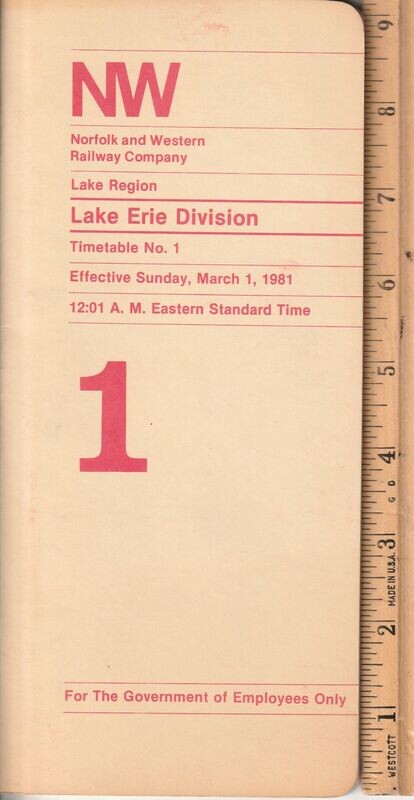 NW
Norfolk and Western
Railway Company
Lake Region
Lake Erie Division
Timetable No. 1
Effective Sunday, March 1, 1981
12:01 A. M. Eastern Standard Time
1
For The Government of Employees Only
9
8
7
6
5
4
G D
3
MADE IN U.S.A.
2
1
WESTCOTT